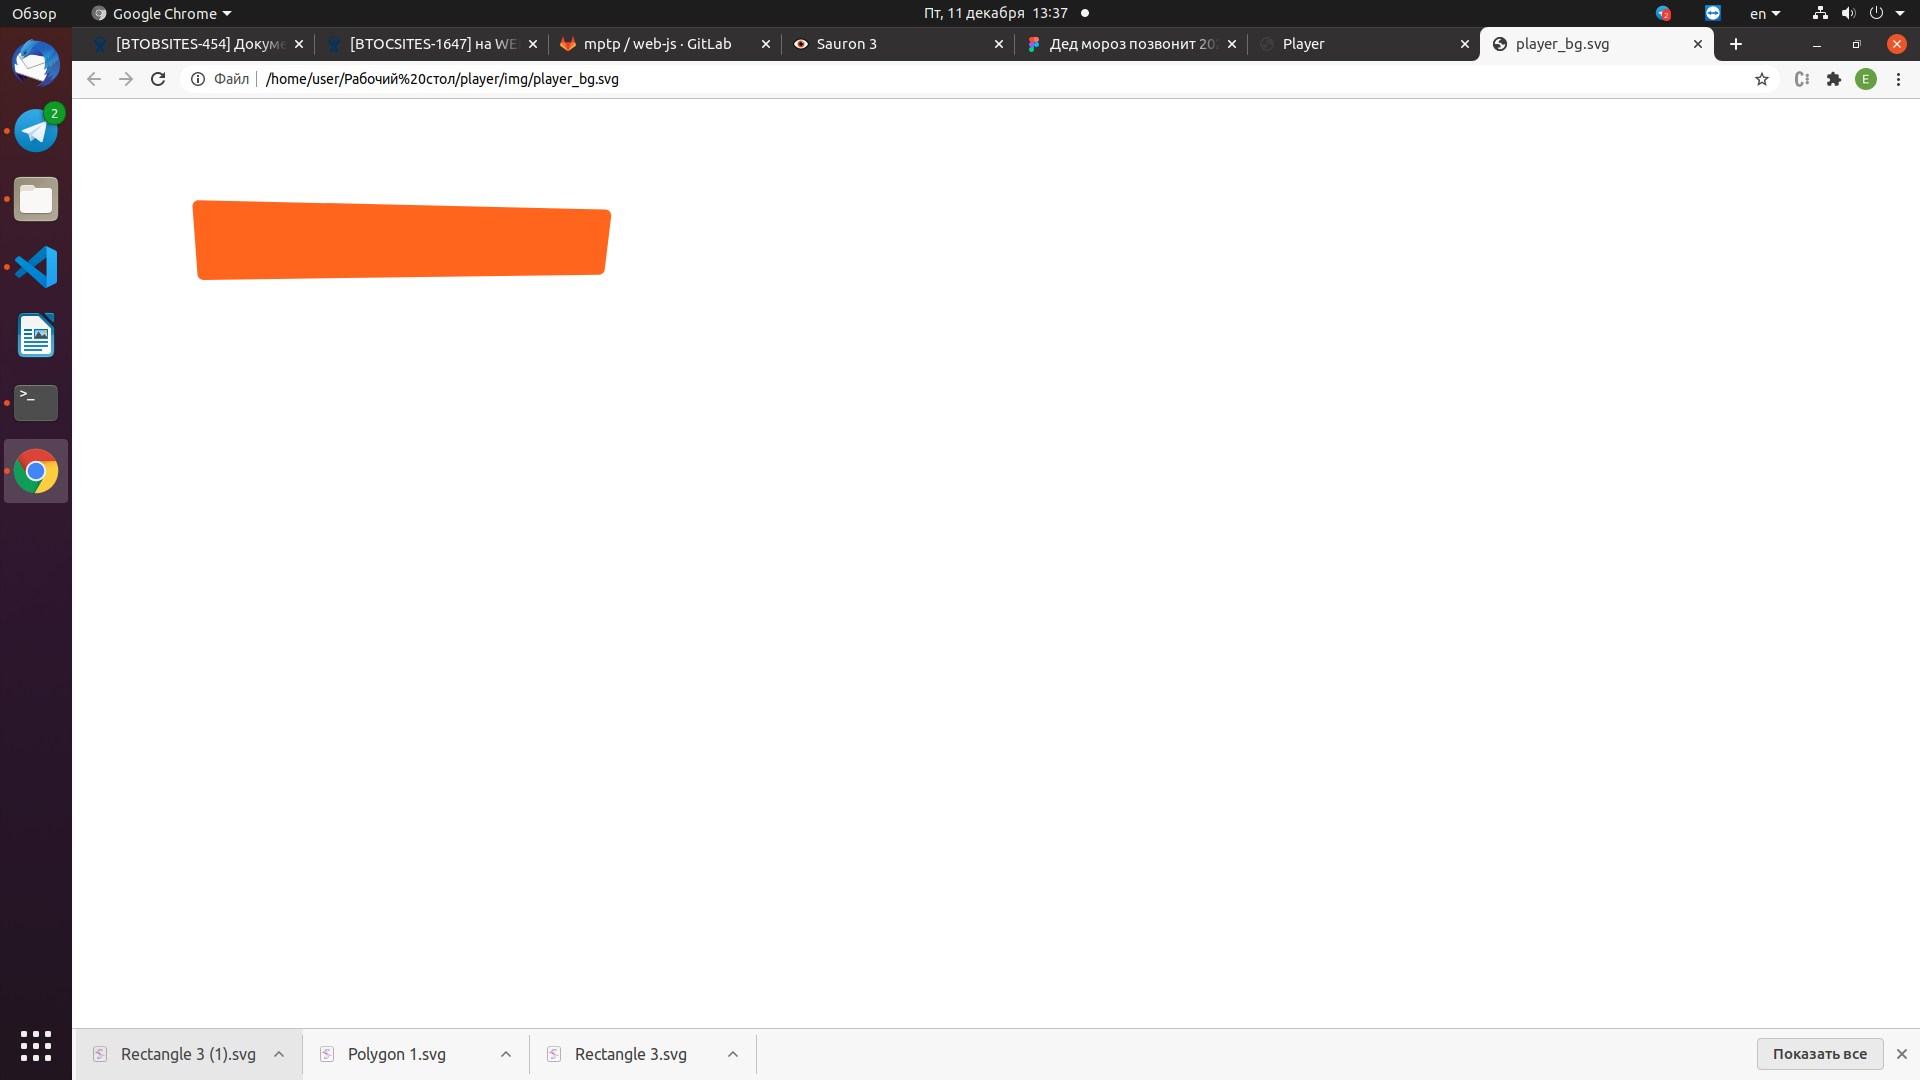 Обзор
Google Chrome
Пт, 11 декабря 13:37
2
en
[BTOBSITES-454] Докуме
[BTOCSITES-1647] на WE
mptp / web-js · GitLab
Sauron 3
Дед мороз позвонит 202
Player
player_bg.svg
Файл
/home/user/Рабочий%20стол/player/img/player_bg.svg
E
2
>_
Rectangle 3 (1).svg
Polygon 1.svg
Rectangle 3.svg
Показать все